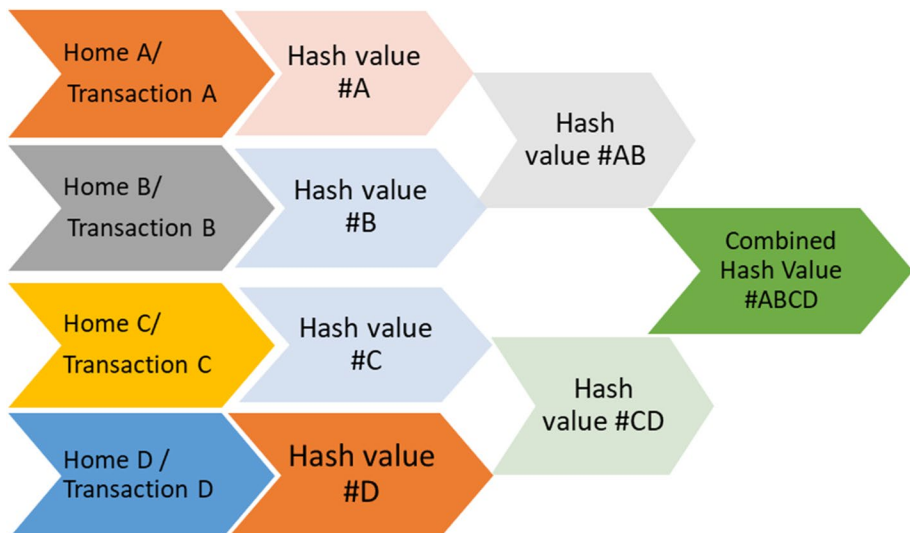 Home A/
Transaction A
Hash value
#A
Hash
value #AB
Home B/
Transaction B
Hash value
#B
Combined
Hash Value
#ABCD
Home C/
Transaction C
Hash value
#C
Hash
value #CD
Home D /
Transaction D
Hash value
#D